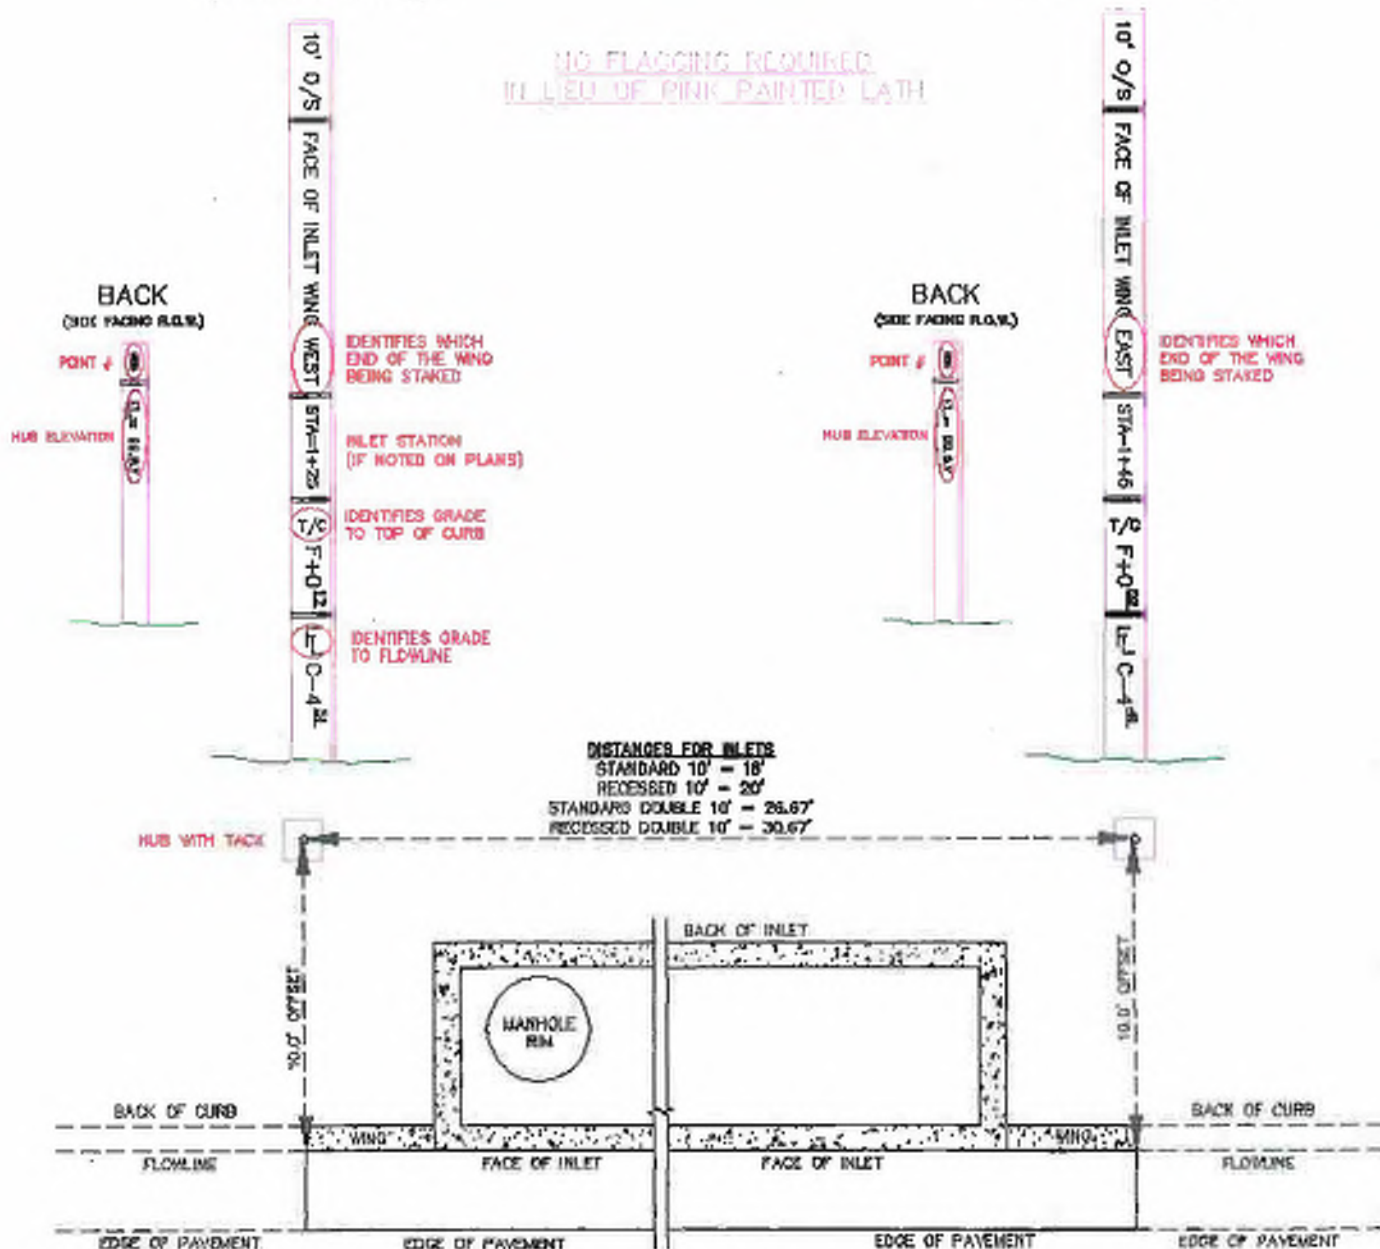 NO FLAGGING REQUIRED
IN LIEU OF PINK PAINTED LATH
10' O/S
FACE OF INLET WING WEST
STA=1+25
T/C F+0¹²
C-4
10' O/S
FACE OF INLET WING EAST
STA=1+45
T/C F+0
C-4
BACK
(SIDE FACING R.O.W.)
POINT #
HUB ELEVATION
IDENTIFIES WHICH
END OF THE WING
BEING STAKED
INLET STATION
(IF NOTED ON PLANS)
IDENTIFIES GRADE
TO TOP OF CURB
IDENTIFIES GRADE
TO FLOWLINE
BACK
(SIDE FACING R.O.W.)
POINT #
HUB ELEVATION
IDENTIFIES WHICH
END OF THE WING
BEING STAKED
DISTANCES FOR INLETS
STANDARD 10' = 18'
RECESSED 10' = 20'
STANDARD DOUBLE 10' = 26.67'
RECESSED DOUBLE 10' = 30.67'
HUB WITH TACK
10.0' OFFSET
10.0' OFFSET
BACK OF INLET
MANHOLE
RIM
BACK OF CURB
WING
WING
BACK OF CURB
FLOWLINE
FACE OF INLET
FACE OF INLET
FLOWLINE
EDGE OF PAVEMENT
EDGE OF PAVEMENT
EDGE OF PAVEMENT
EDGE OF PAVEMENT